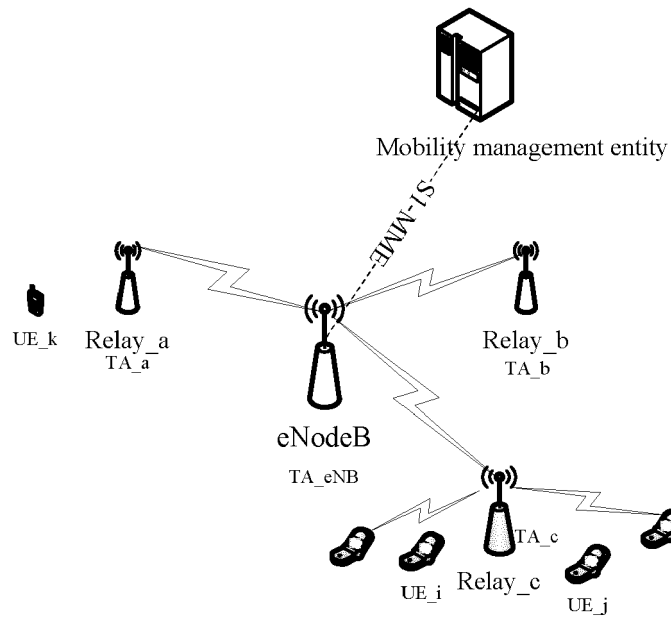 Mobility management entity
S1-MME
UE_k
Relay_a
TA_a
Relay_b
TA_b
eNodeB
TA_eNB
TA_c
Relay_c
UE_i
UE_j